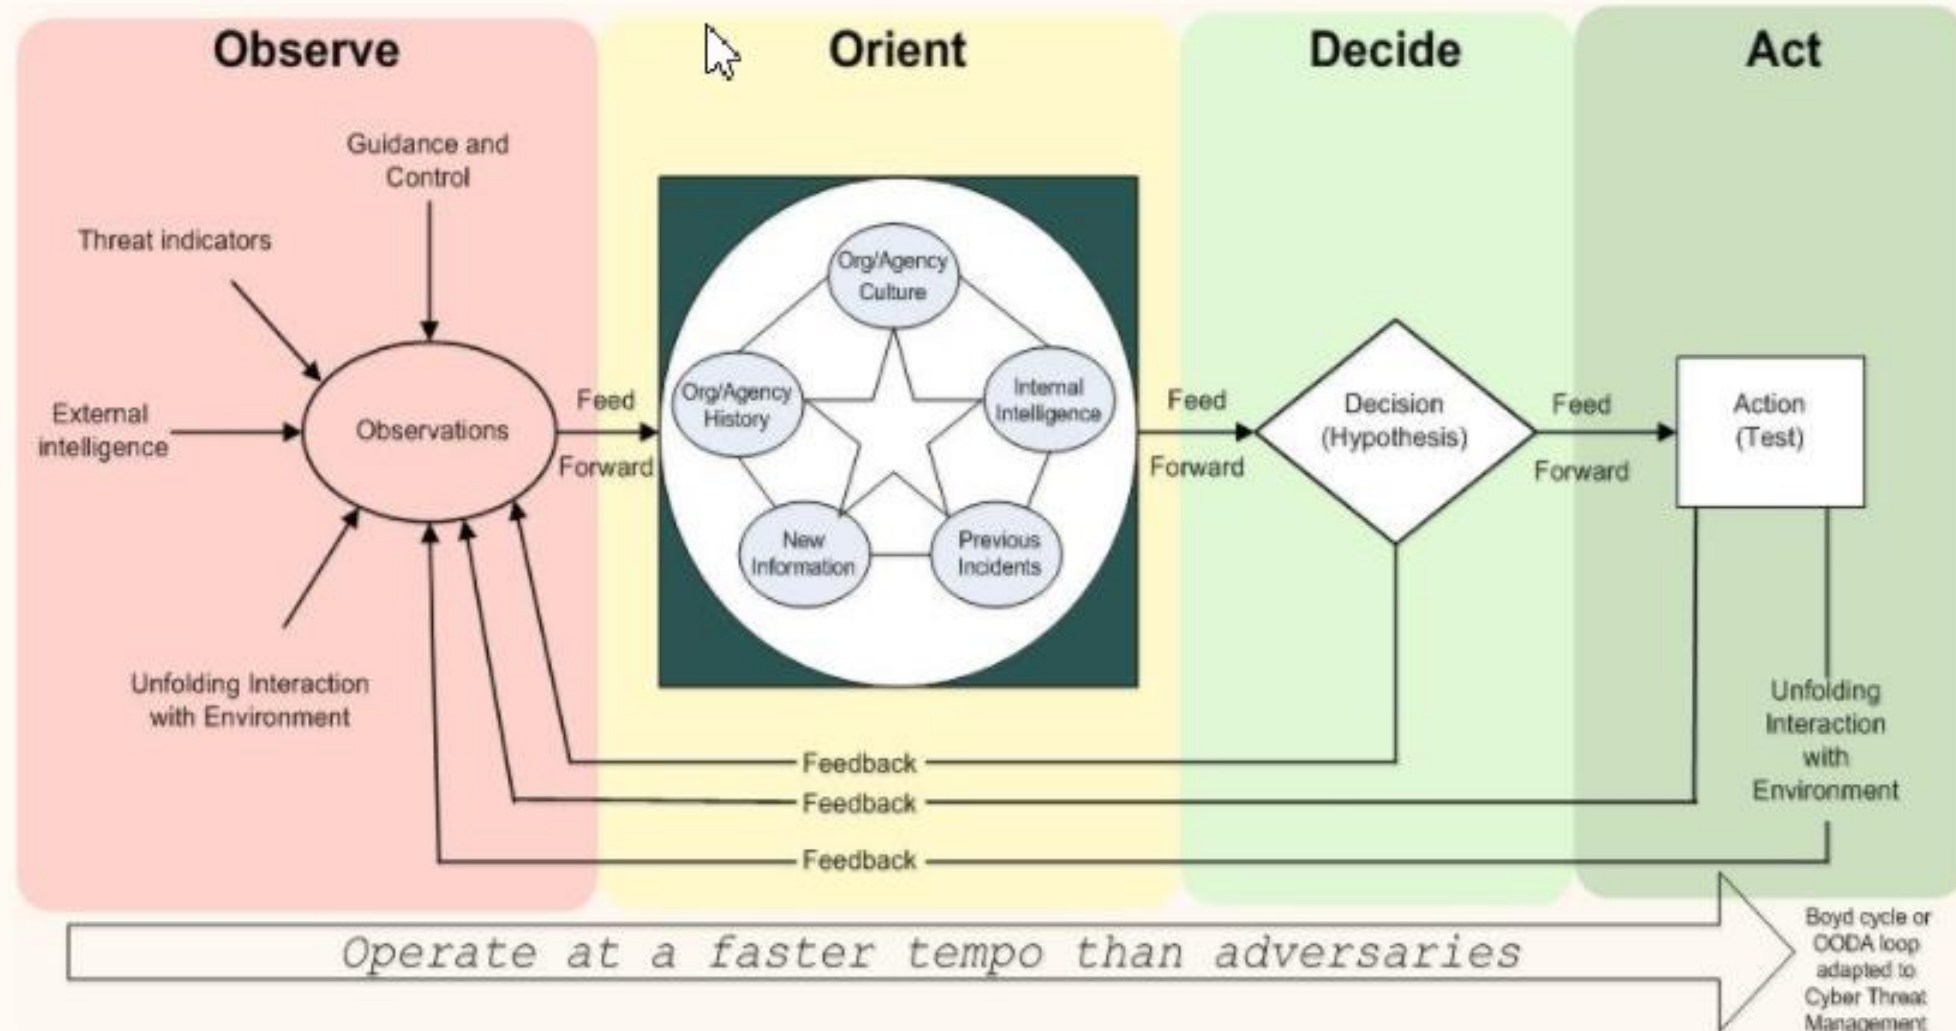 Observe
Orient
Decide
Act
Guidance and
Control
Threat indicators
External
intelligence
Observations
Unfolding Interaction
with Environment
Feed
Forward
Org/Agency
Culture
Org/Agency
History
Internal
Intelligence
New
Information
Previous
Incidents
Feed
Forward
Decision
(Hypothesis)
Feed
Forward
Action
(Test)
Unfolding
Interaction
with
Environment
Feedback
Feedback
Feedback
Operate at a faster tempo than adversaries
Boyd cycle or
OODA loop
adapted to
Cyber Threat
Management